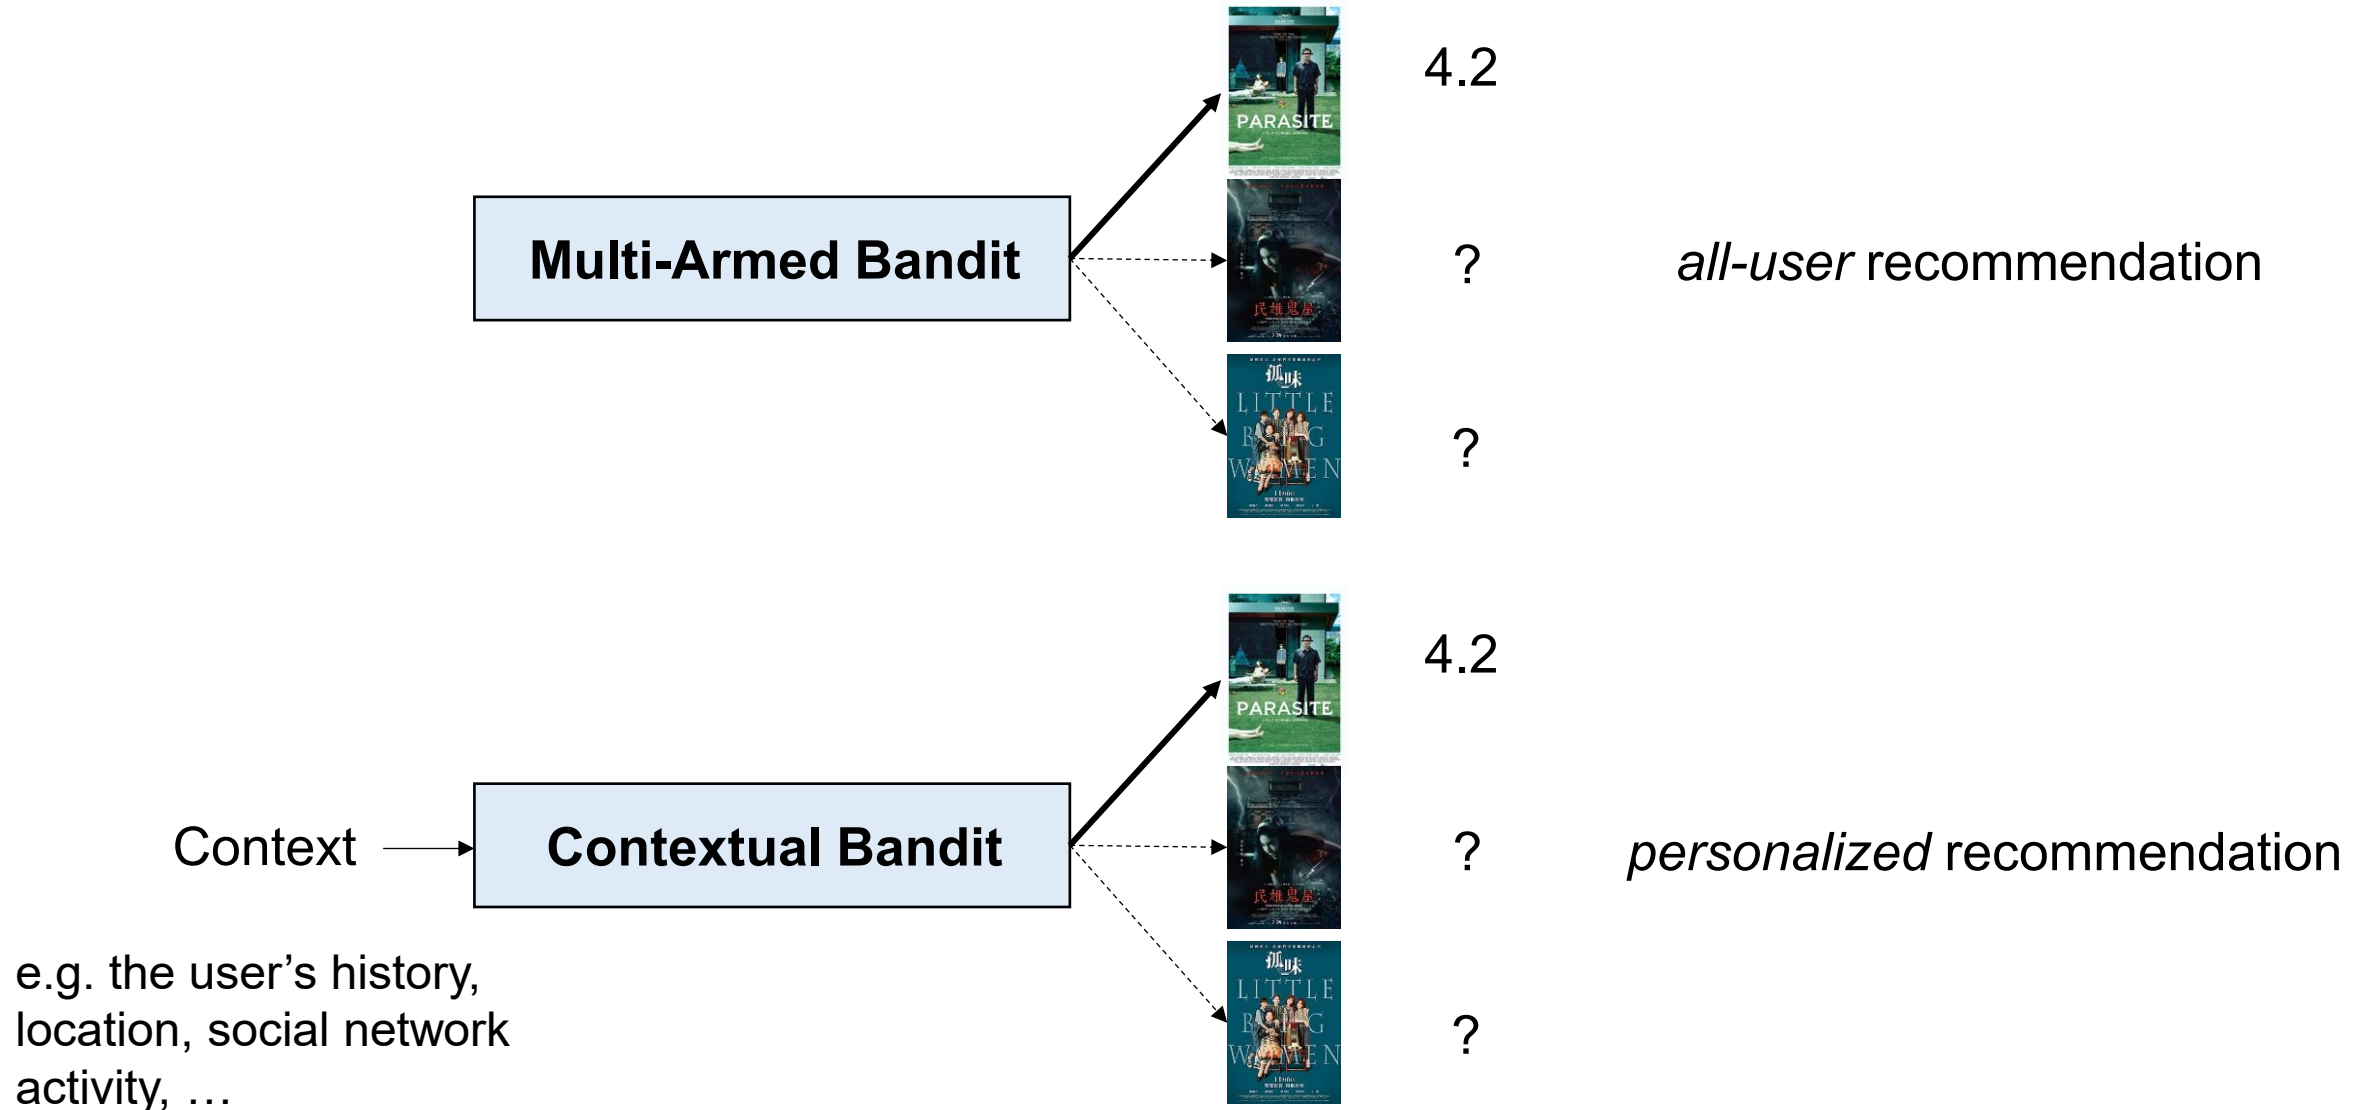 PARASITE
4.2
Multi-Armed Bandit
民雄鬼屋
?
all-user recommendation
孤味
LITTLE
BIG
WOMEN
?
PARASITE
4.2
Context
Contextual Bandit
民雄鬼屋
?
personalized recommendation
e.g. the user’s history,
location, social network
activity, …
孤味
LITTLE
BIG
WOMEN
?